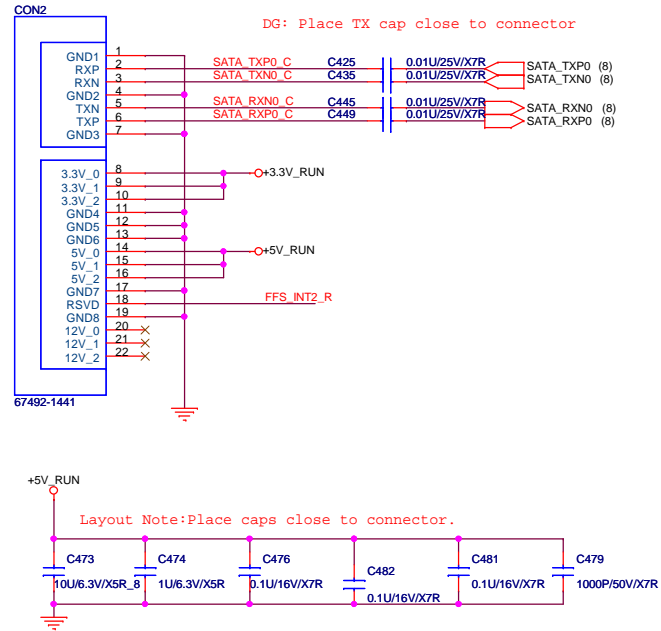 CON2
DG: Place TX cap close to connector
GND1 1
RXP 2 SATA_TXP0_C C425 0.01U/25V/X7R SATA_TXP0 (8)
RXN 3 SATA_TXN0_C C435 0.01U/25V/X7R SATA_TXN0 (8)
GND2 4
TXN 5 SATA_RXN0_C C445 0.01U/25V/X7R SATA_RXN0 (8)
TXP 6 SATA_RXP0_C C449 0.01U/25V/X7R SATA_RXP0 (8)
GND3 7
3.3V_0 8 +3.3V_RUN
3.3V_1 9
3.3V_2 10
GND4 11
GND5 12
GND6 13
5V_0 14 +5V_RUN
5V_1 15
5V_2 16
GND7 17
RSVD 18 FFS_INT2_R
GND8 19
12V_0 20
12V_1 21
12V_2 22
67492-1441
+5V_RUN
Layout Note:Place caps close to connector.
C473 10U/6.3V/X5R_8
C474 1U/6.3V/X5R
C476 0.1U/16V/X7R
C482 0.1U/16V/X7R
C481 0.1U/16V/X7R
C479 1000P/50V/X7R